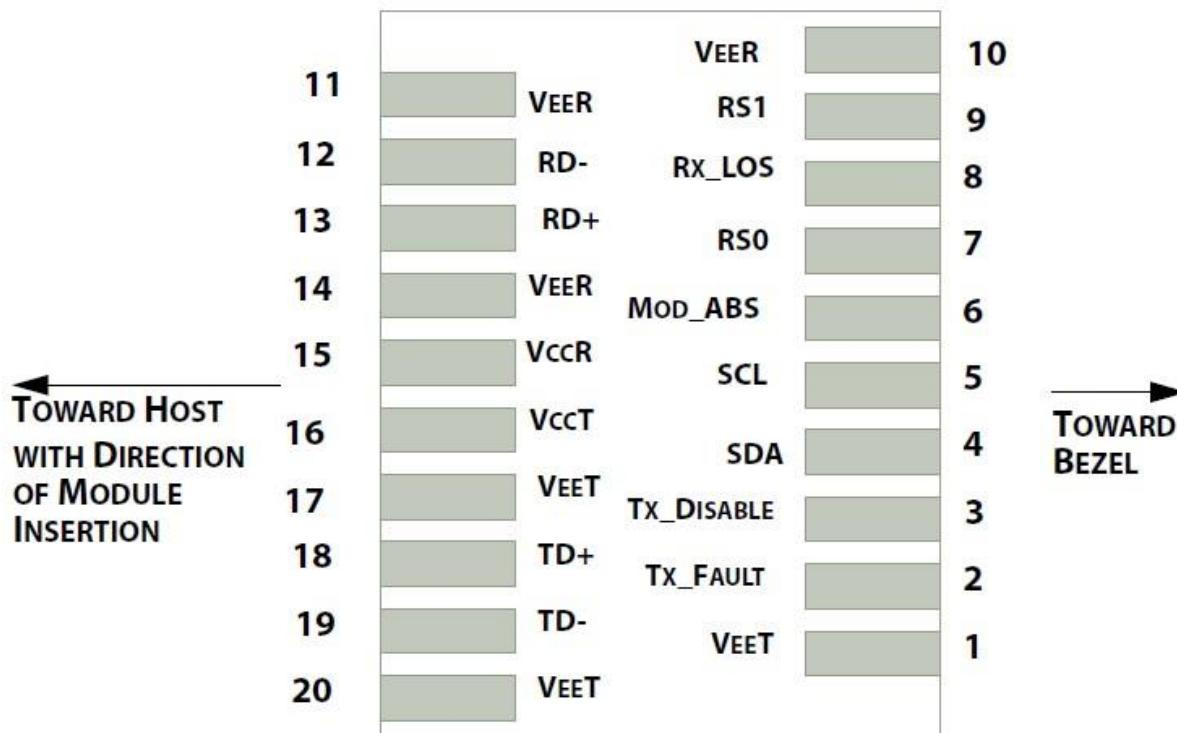 VEER 10
11 VEER
RS1 9
12 RD-
RX_LOS 8
13 RD+
RS0 7
14 VEER
MOD_ABS 6
15 VCCR
SCL 5
TOWARD HOST
WITH DIRECTION
OF MODULE
INSERTION
TOWARD
BEZEL
16 VCCT
SDA 4
17 VEET
TX_DISABLE 3
18 TD+
TX_FAULT 2
19 TD-
VEET 1
20 VEET